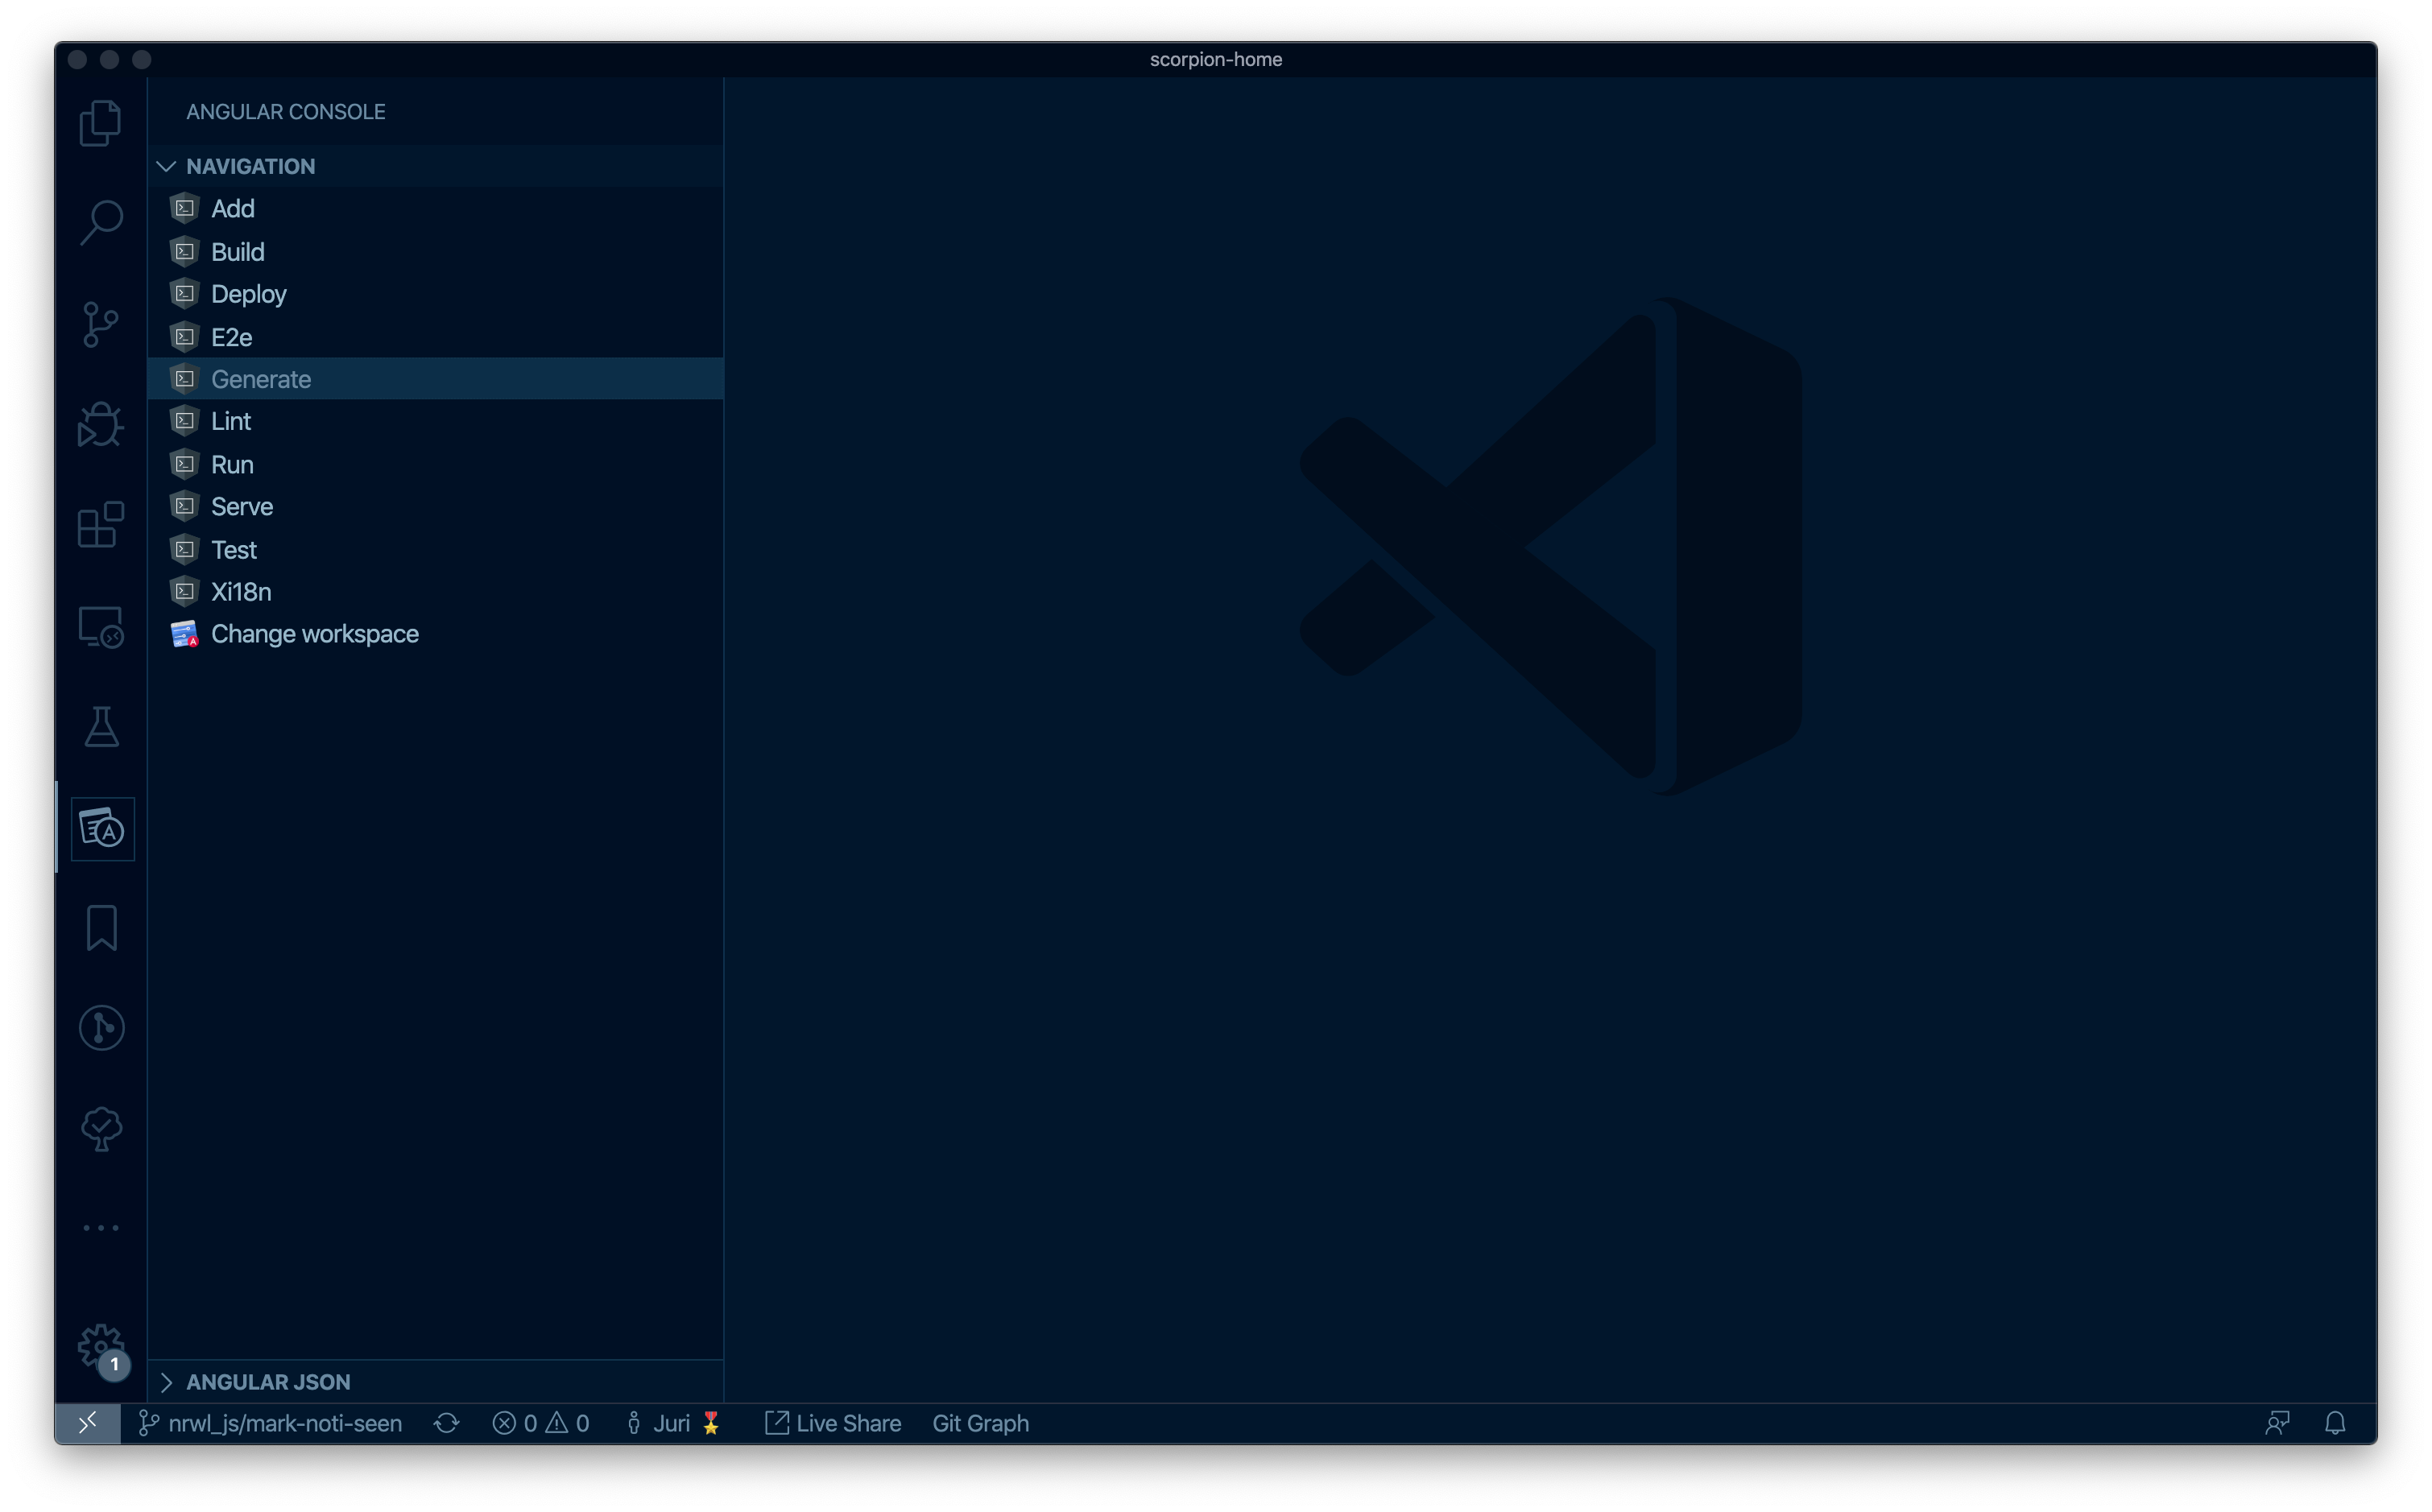 scorpion-home
ANGULAR CONSOLE
NAVIGATION
Add
Build
Deploy
E2e
Generate
Lint
Run
Serve
Test
Xi18n
Change workspace
ANGULAR JSON
1
nrwl_js/mark-noti-seen 0 0 Juri Live Share Git Graph